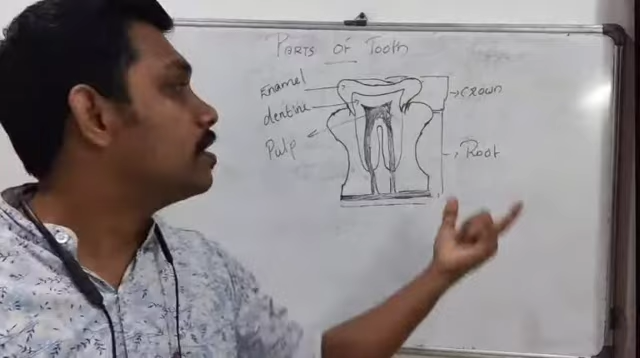 Parts of Tooth
Enamel
dentine
Pulp
crown
Root